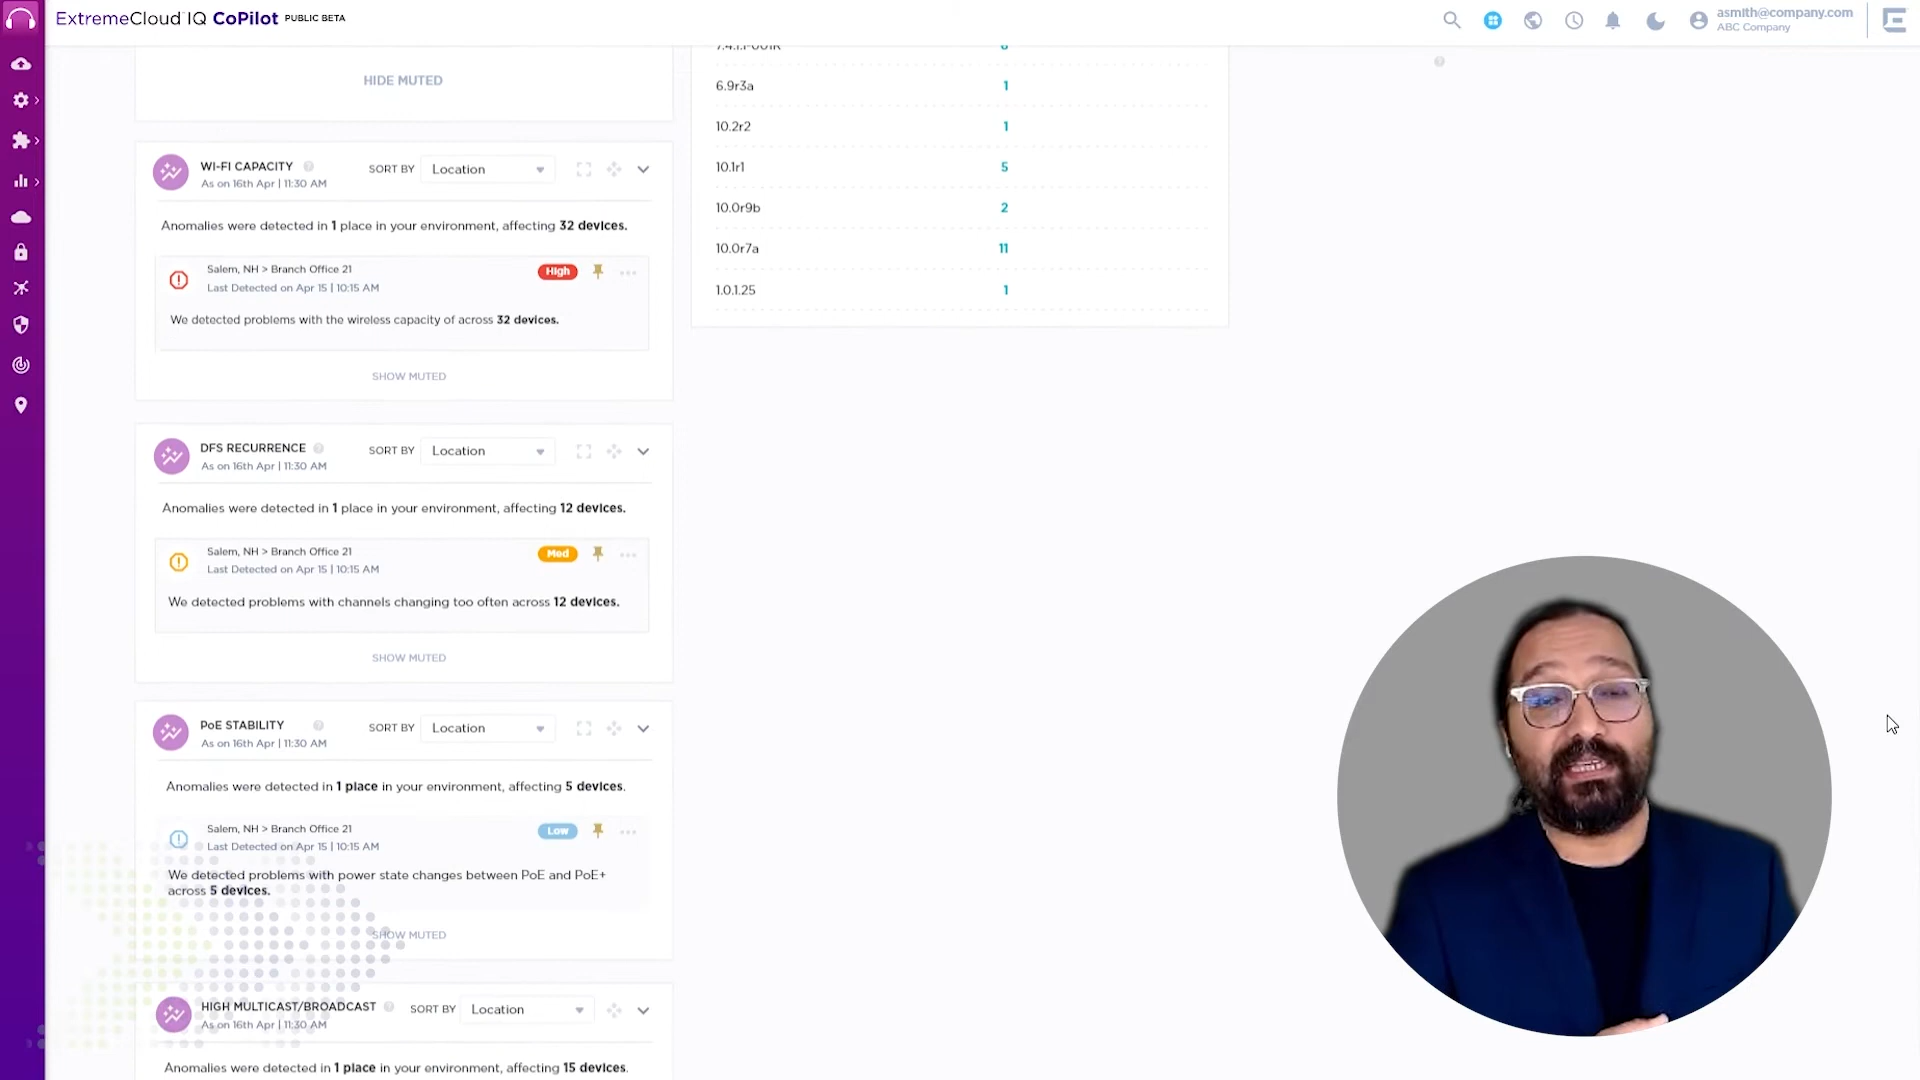 ExtremeCloud IQ CoPilot PUBLIC BETA
asmith@company.com
ABC Company
HIDE MUTED
7.4.1.F001R 6
6.9r3a 1
10.2r2 1
10.1r1 5
10.0r9b 2
10.0r7a 11
1.0.1.25 1
WI-FI CAPACITY
As on 16th Apr | 11:30 AM
SORT BY Location
Anomalies were detected in 1 place in your environment, affecting 32 devices.
Salem, NH > Branch Office 21
High
Last Detected on Apr 15 | 10:15 AM
We detected problems with the wireless capacity of across 32 devices.
SHOW MUTED
DFS RECURRENCE
As on 16th Apr | 11:30 AM
SORT BY Location
Anomalies were detected in 1 place in your environment, affecting 12 devices.
Salem, NH > Branch Office 21
Med
Last Detected on Apr 15 | 10:15 AM
We detected problems with channels changing too often across 12 devices.
SHOW MUTED
PoE STABILITY
As on 16th Apr | 11:30 AM
SORT BY Location
Anomalies were detected in 1 place in your environment, affecting 5 devices.
Salem, NH > Branch Office 21
Low
Last Detected on Apr 15 | 10:15 AM
We detected problems with power state changes between PoE and PoE+
across 5 devices.
SHOW MUTED
HIGH MULTICAST/BROADCAST
As on 16th Apr | 11:30 AM
SORT BY Location
Anomalies were detected in 1 place in your environment, affecting 15 devices.